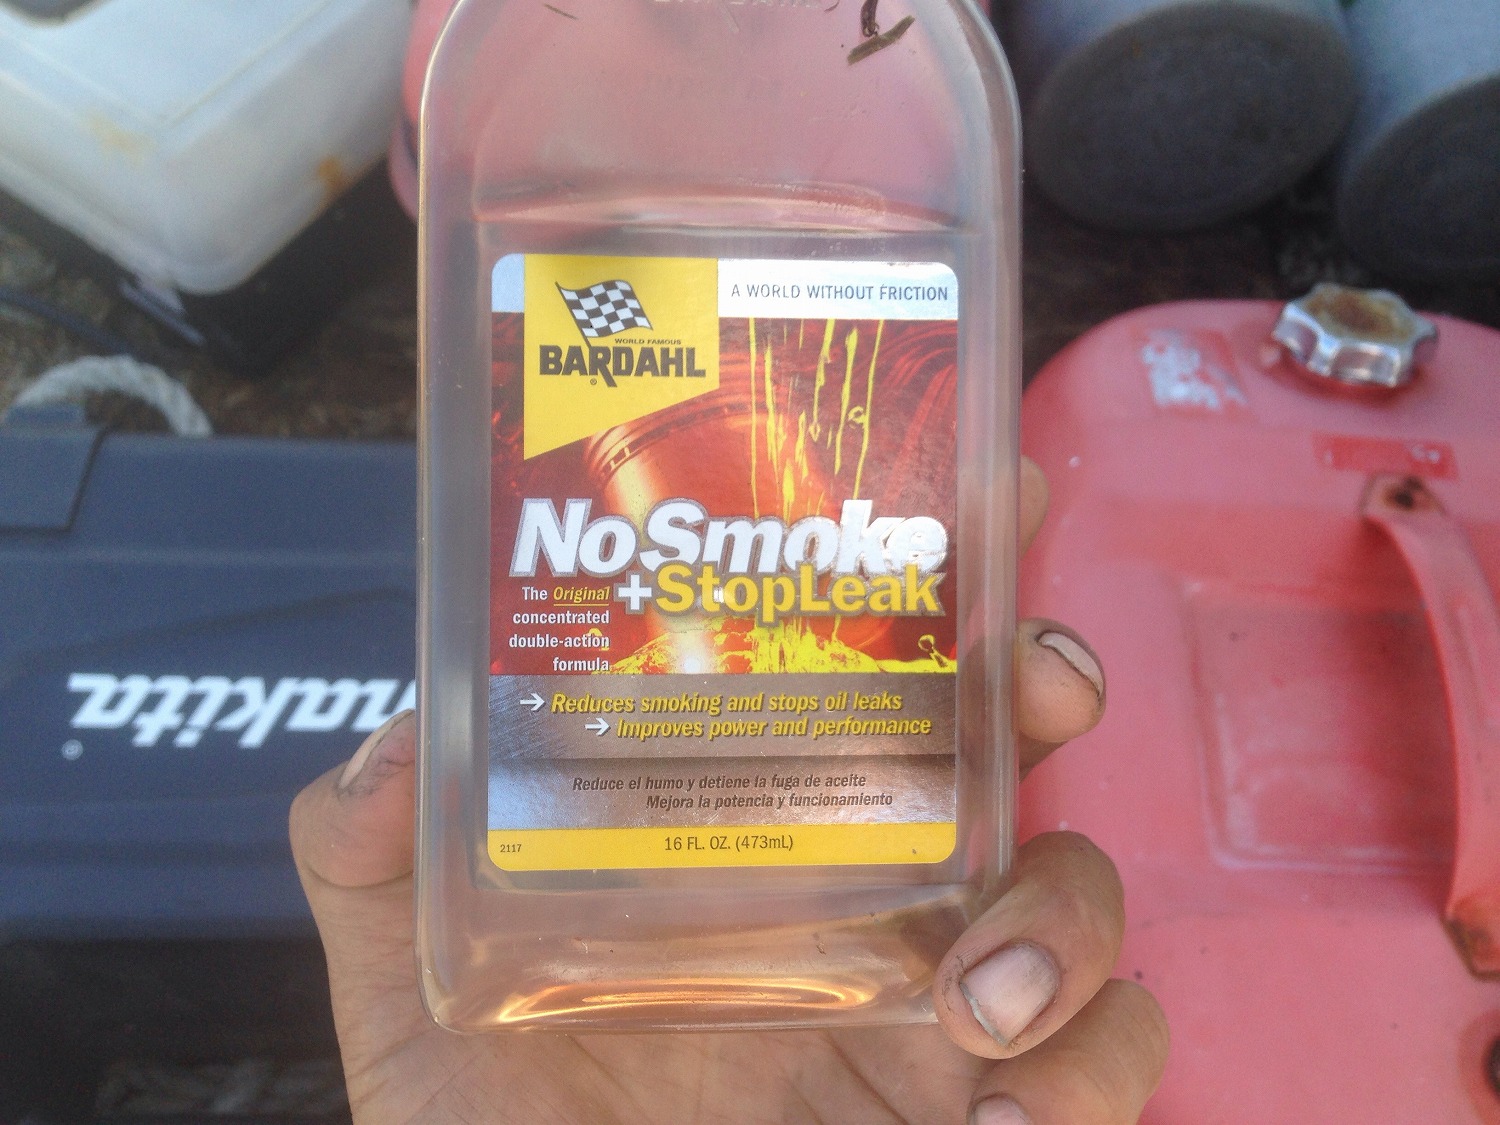 A WORLD WITHOUT FRICTION
WORLD FAMOUS
BARDAHL
®
No Smoke
+StopLeak
The Original
concentrated
double-action
formula
→ Reduces smoking and stops oil leaks
→ Improves power and performance
Reduce el humo y detiene la fuga de aceite
Mejora la potencia y funcionamiento
2117
16 FL. OZ. (473mL)
makita
®